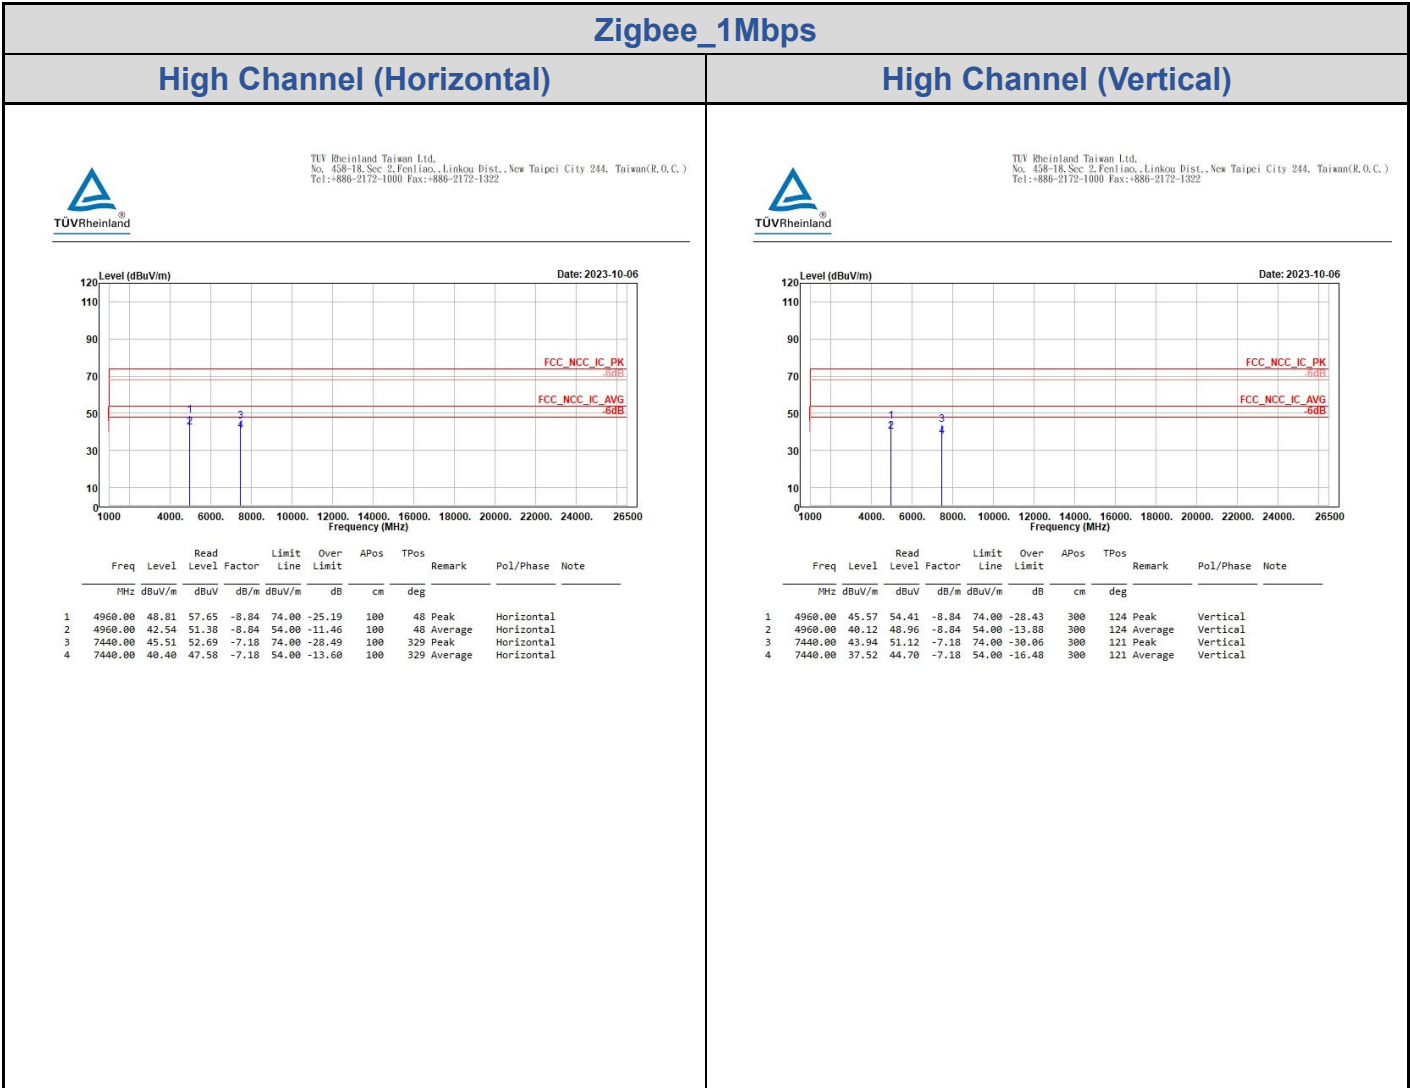 Zigbee_1Mbps
High Channel (Horizontal)
TUV Rheinland Taiwan Ltd.
No. 458-18.Sec 2.Fenliao..Linkou Dist..New Taipei City 244, Taiwan(R.O.C.)
Tel:+886-2172-1000 Fax:+886-2172-1322
TÜVRheinland®
Level (dBuV/m) Date: 2023-10-06
120
110
90
70
50
30
10
0
FCC_NCC_IC_PK
-6dB
FCC_NCC_IC_AVG
-6dB
1 3
2 4
1000 4000. 6000. 8000. 10000. 12000. 14000. 16000. 18000. 20000. 22000. 24000. 26500
Frequency (MHz)
Read Limit Over APos TPos
Freq Level Level Factor Line Limit Remark Pol/Phase Note
MHz dBuV/m dBuV dB/m dBuV/m dB cm deg
1 4960.00 48.81 57.65 -8.84 74.00 -25.19 100 48 Peak Horizontal
2 4960.00 42.54 51.38 -8.84 54.00 -11.46 100 48 Average Horizontal
3 7440.00 45.51 52.69 -7.18 74.00 -28.49 100 329 Peak Horizontal
4 7440.00 40.40 47.58 -7.18 54.00 -13.60 100 329 Average Horizontal
High Channel (Vertical)
TUV Rheinland Taiwan Ltd.
No. 458-18.Sec 2.Fenliao..Linkou Dist..New Taipei City 244, Taiwan(R.O.C.)
Tel:+886-2172-1000 Fax:+886-2172-1322
TÜVRheinland®
Level (dBuV/m) Date: 2023-10-06
120
110
90
70
50
30
10
0
FCC_NCC_IC_PK
-6dB
FCC_NCC_IC_AVG
-6dB
1 3
2 4
1000 4000. 6000. 8000. 10000. 12000. 14000. 16000. 18000. 20000. 22000. 24000. 26500
Frequency (MHz)
Read Limit Over APos TPos
Freq Level Level Factor Line Limit Remark Pol/Phase Note
MHz dBuV/m dBuV dB/m dBuV/m dB cm deg
1 4960.00 45.57 54.41 -8.84 74.00 -28.43 300 124 Peak Vertical
2 4960.00 40.12 48.96 -8.84 54.00 -13.88 300 124 Average Vertical
3 7440.00 43.94 51.12 -7.18 74.00 -30.06 300 121 Peak Vertical
4 7440.00 37.52 44.70 -7.18 54.00 -16.48 300 121 Average Vertical